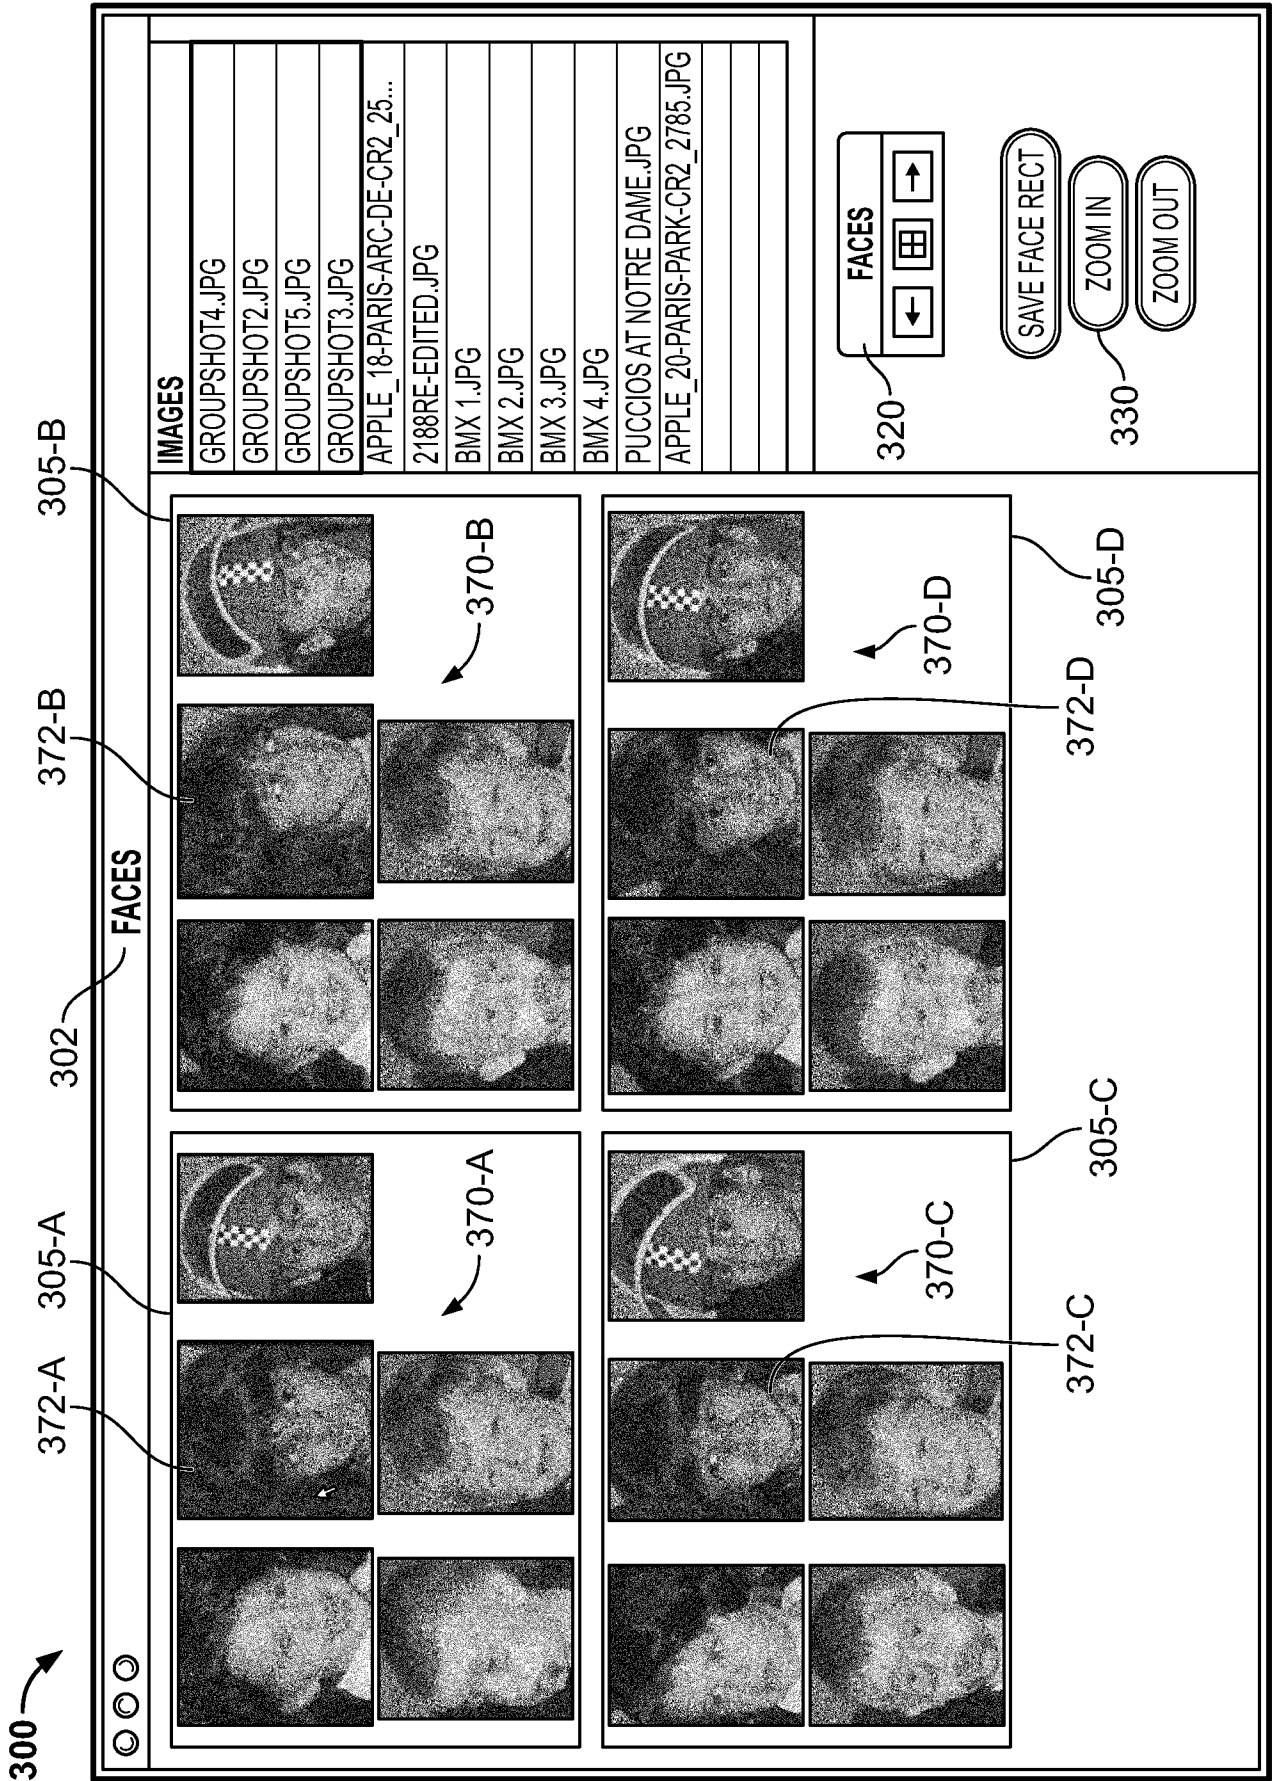 300
302
FACES
372-A
305-A
372-B
305-B
370-A
370-B
370-C
370-D
372-C
305-C
372-D
305-D
IMAGES
GROUPSHOT4.JPG
GROUPSHOT2.JPG
GROUPSHOT5.JPG
GROUPSHOT3.JPG
APPLE_18-PARIS-ARC-DE-CR2_25...
2188RE-EDITED.JPG
BMX 1.JPG
BMX 2.JPG
BMX 3.JPG
BMX 4.JPG
PUCCIOS AT NOTRE DAME.JPG
APPLE_20-PARIS-PARK-CR2_2785.JPG
320
FACES
SAVE FACE RECT
ZOOM IN
330
ZOOM OUT